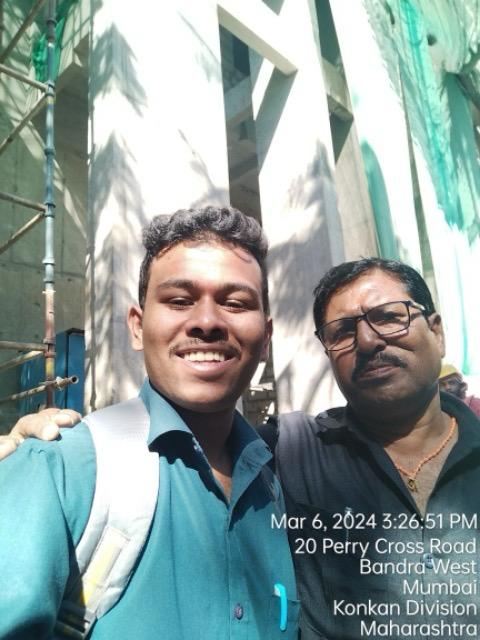 Mar 6, 2024 3:26:51 PM
20 Perry Cross Road
Bandra West
Mumbai
Konkan Division
Maharashtra